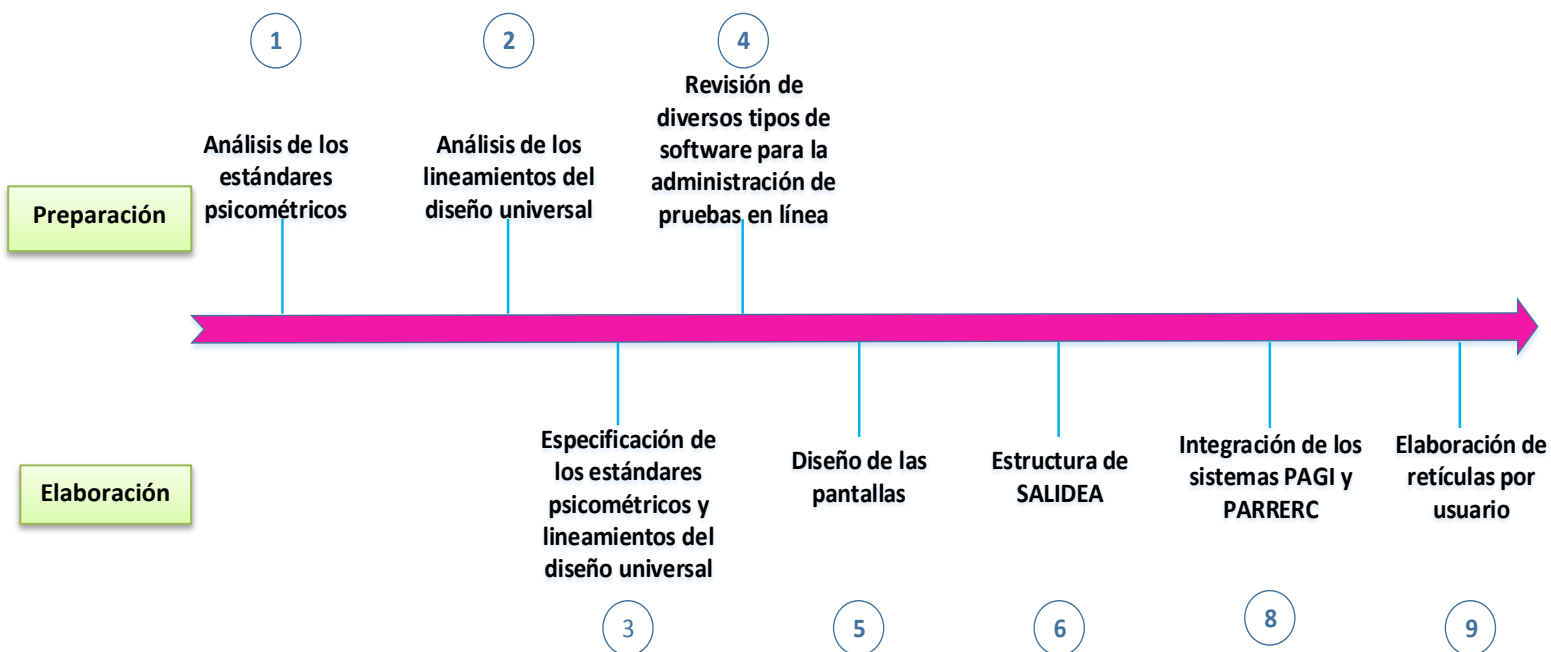 1
Análisis de los
estándares
psicométricos
2
Análisis de los
lineamientos del
diseño universal
4
Revisión de
diversos tipos de
software para la
administración de
pruebas en línea
Preparación
Elaboración
Especificación de
los estándares
psicométricos y
lineamientos del
diseño universal
3
Diseño de las
pantallas
5
Estructura de
SALIDEA
6
Integración de los
sistemas PAGI y
PARRERC
8
Elaboración de
retículas por
usuario
9